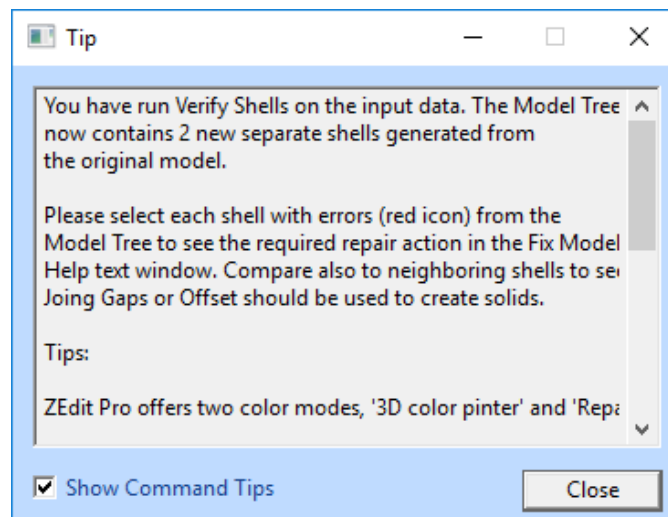 Tip
You have run Verify Shells on the input data. The Model Tree
now contains 2 new separate shells generated from
the original model.
Please select each shell with errors (red icon) from the
Model Tree to see the required repair action in the Fix Model
Help text window. Compare also to neighboring shells to see
Joing Gaps or Offset should be used to create solids.
Tips:
ZEdit Pro offers two color modes, '3D color pinter' and 'Repa
Show Command Tips
Close